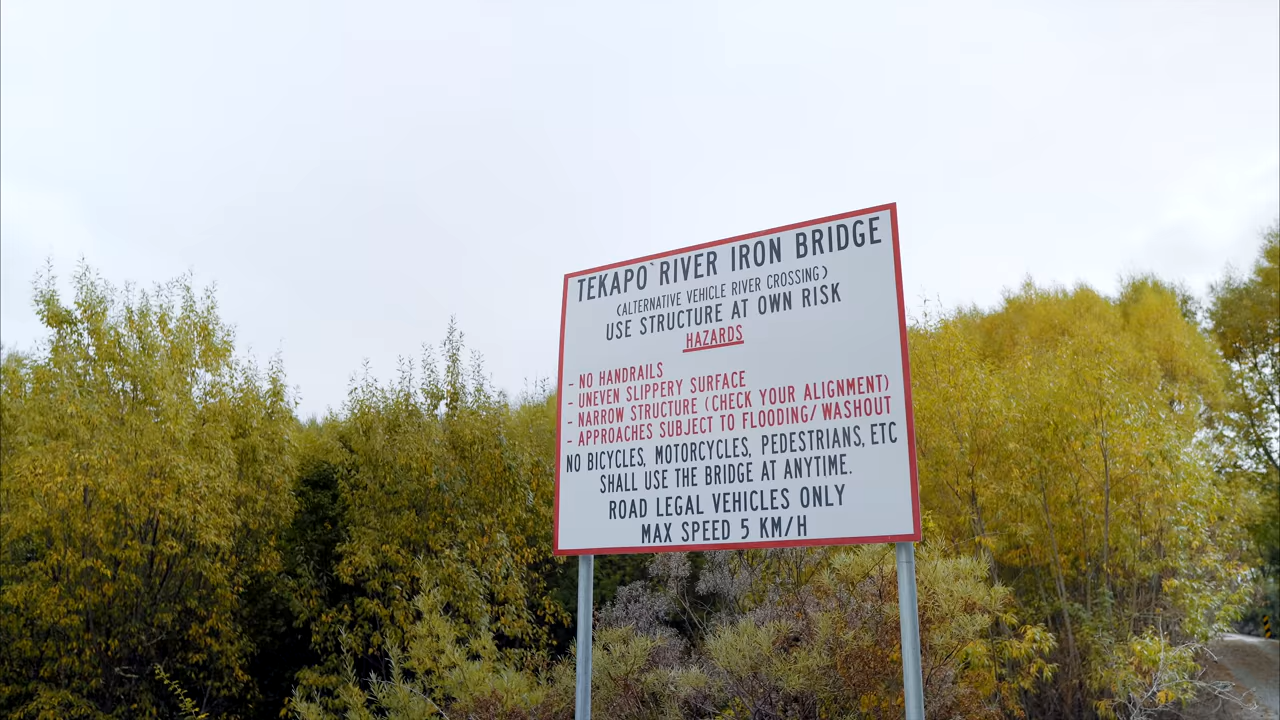 TEKAPO`RIVER IRON BRIDGE
(ALTERNATIVE VEHICLE RIVER CROSSING)
USE STRUCTURE AT OWN RISK
HAZARDS
- NO HANDRAILS
- UNEVEN SLIPPERY SURFACE
- NARROW STRUCTURE (CHECK YOUR ALIGNMENT)
- APPROACHES SUBJECT TO FLOODING/WASHOUT
NO BICYCLES, MOTORCYCLES, PEDESTRIANS, ETC
SHALL USE THE BRIDGE AT ANYTIME.
ROAD LEGAL VEHICLES ONLY
MAX SPEED 5 KM/H